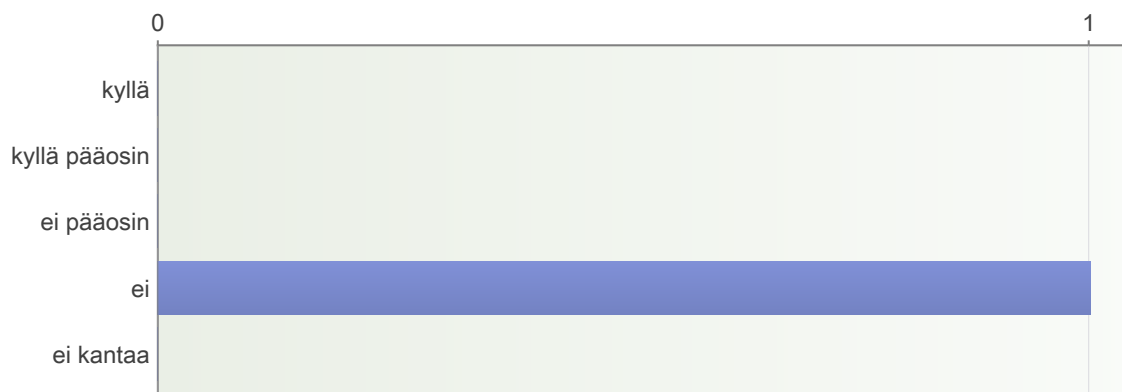 0 1
kyllä
kyllä pääosin
ei pääosin
ei
ei kantaa